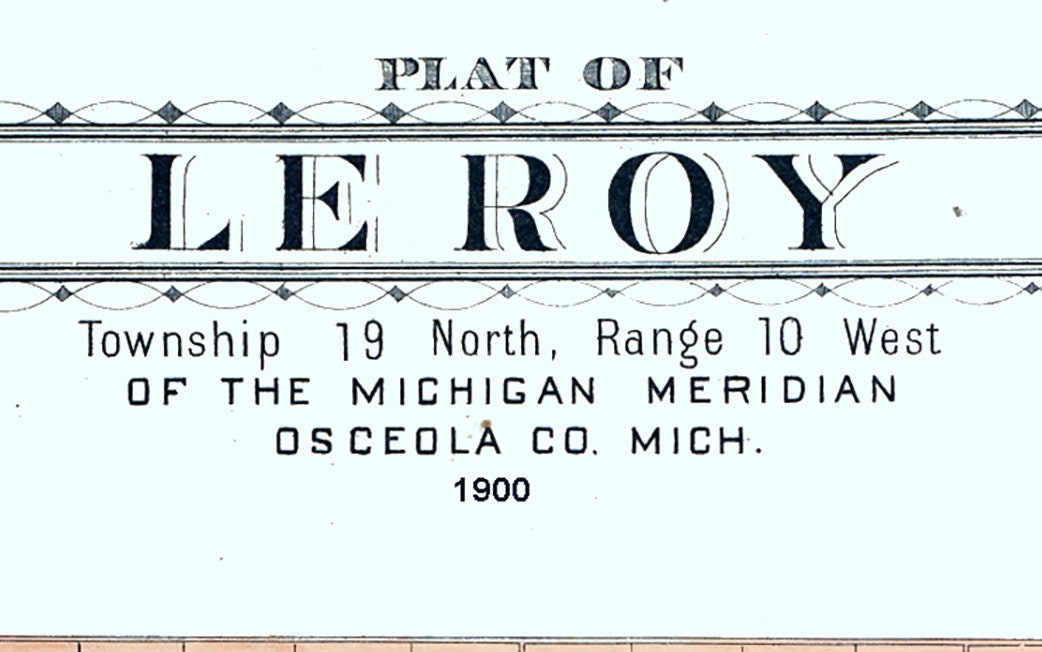 PLAT OF
LE ROY
Township 19 North, Range 10 West
OF THE MICHIGAN MERIDIAN
OSCEOLA CO. MICH.
1900